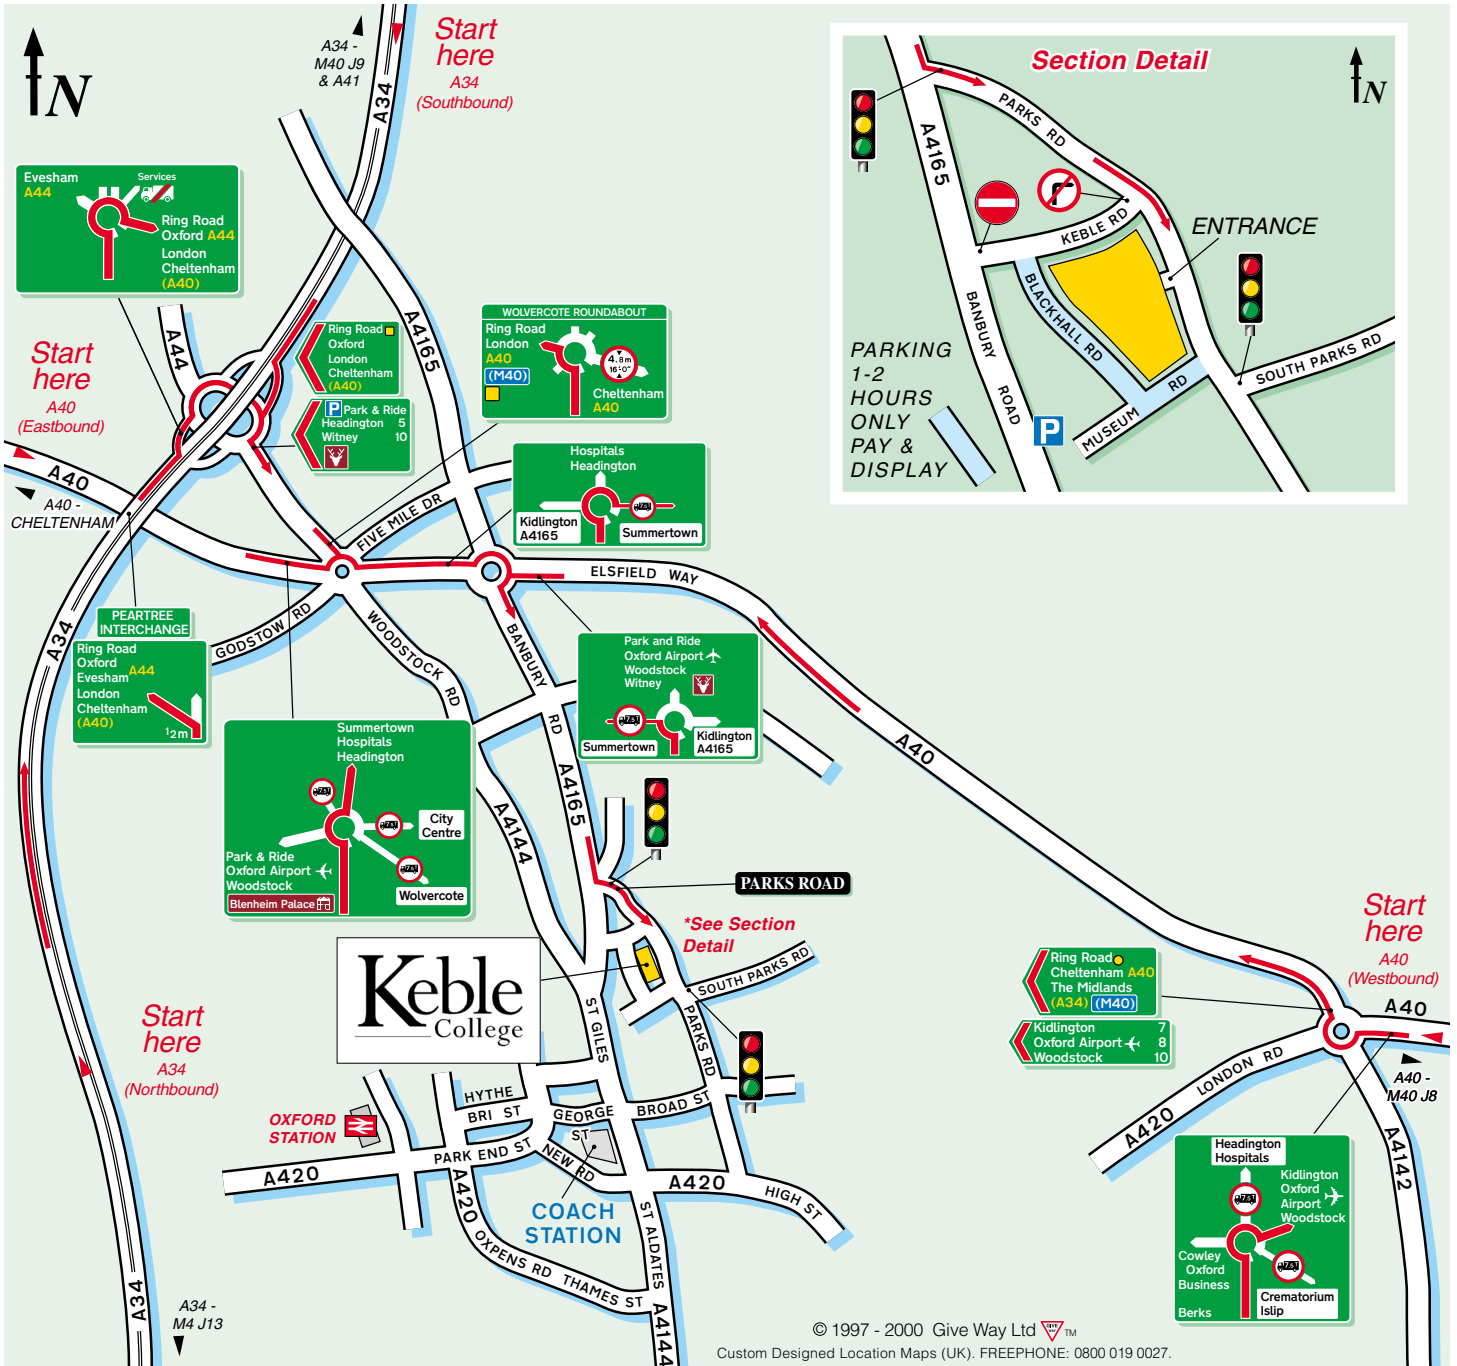 N
A34 -
M40 J9
& A41
A34
Start
here
A34
(Southbound)
Section Detail
N
PARKS RD
A4165
KEBLE RD
ENTRANCE
BLACKHALL RD
BANBURY
ROAD
MUSEUM
RD
SOUTH PARKS RD
PARKING
1-2
HOURS
ONLY
PAY &
DISPLAY
P
Evesham
A44
Services
Ring Road
Oxford A44
London
Cheltenham
(A40)
A44
A4165
Start
here
A40
(Eastbound)
A40
A40 -
CHELTENHAM
Ring Road
Oxford
London
Cheltenham
(A40)
P Park & Ride
Headington 5
Witney 10
WOLVERCOTE ROUNDABOUT
Ring Road
London
A40
(M40)
4.8m
16'-0"
Cheltenham
A40
Hospitals
Headington
Kidlington
A4165
Summertown
FIVE MILE DR
ELSFIELD WAY
GODSTOW RD
WOODSTOCK RD
BANBURY
RD
PEARTREE
INTERCHANGE
Ring Road
Oxford
Evesham A44
London
Cheltenham
(A40)
1/2m
A34
Park and Ride
Oxford Airport
Woodstock
Witney
Summertown
Kidlington
A4165
Summertown
Hospitals
Headington
City
Centre
Park & Ride
Oxford Airport
Woodstock
Blenheim Palace
Wolvercote
A4144
A4165
A40
PARKS ROAD
*See Section
Detail
Keble
College
SOUTH PARKS RD
ST GILES
PARKS RD
Start
here
A40
(Westbound)
A40
Ring Road
Cheltenham A40
The Midlands
(A34) (M40)
Kidlington 7
Oxford Airport 8
Woodstock 10
A40 -
M40 J8
LONDON RD
A420
A4142
Headington
Hospitals
Kidlington
Oxford
Airport
Woodstock
Cowley
Oxford
Business
Berks
Crematorium
Islip
Start
here
A34
(Northbound)
OXFORD
STATION
HYTHE
BRI ST
GEORGE
ST
BROAD ST
PARK END ST
NEW RD
A420
A420
A420
HIGH ST
COACH
STATION
OXPENS RD
THAMES ST
ST ALDATES
A4144
A34
A34 -
M4 J13
© 1997 - 2000 Give Way Ltd GIVE WAY TM
Custom Designed Location Maps (UK). FREEPHONE: 0800 019 0027.